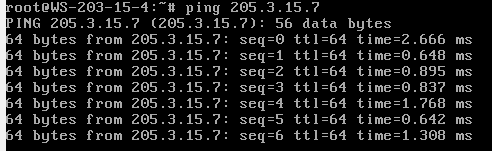 root@WS-203-15-4:~# ping 205.3.15.7
PING 205.3.15.7 (205.3.15.7): 56 data bytes
64 bytes from 205.3.15.7: seq=0 ttl=64 time=2.666 ms
64 bytes from 205.3.15.7: seq=1 ttl=64 time=0.648 ms
64 bytes from 205.3.15.7: seq=2 ttl=64 time=0.895 ms
64 bytes from 205.3.15.7: seq=3 ttl=64 time=0.837 ms
64 bytes from 205.3.15.7: seq=4 ttl=64 time=1.768 ms
64 bytes from 205.3.15.7: seq=5 ttl=64 time=0.642 ms
64 bytes from 205.3.15.7: seq=6 ttl=64 time=1.308 ms